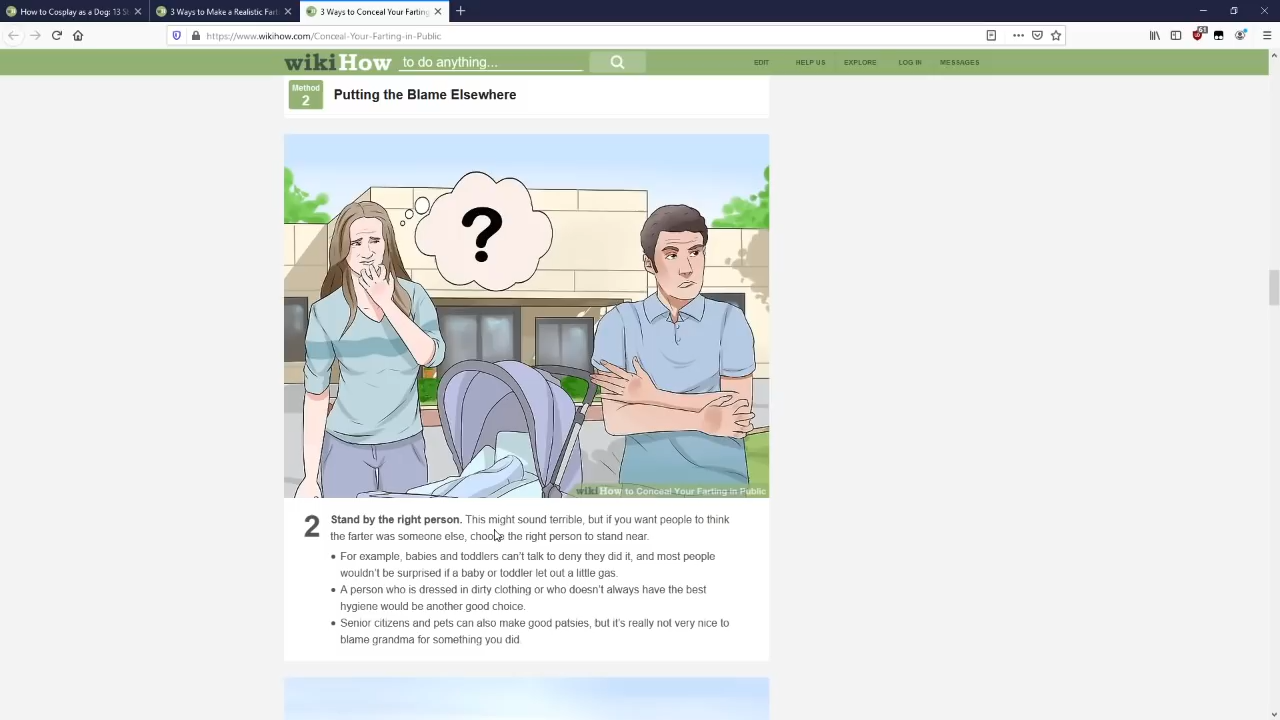 How to Cosplay as a Dog: 13 S
3 Ways to Make a Realistic Fart
3 Ways to Conceal Your Farting
https://www.wikihow.com/Conceal-Your-Farting-in-Public
wikiHow to do anything... EDIT HELP US EXPLORE LOG IN MESSAGES
Method
2
Putting the Blame Elsewhere
?
wikiHow to Conceal Your Farting in Public
2 Stand by the right person. This might sound terrible, but if you want people to think
the farter was someone else, choose the right person to stand near.
• For example, babies and toddlers can't talk to deny they did it, and most people
wouldn't be surprised if a baby or toddler let out a little gas.
• A person who is dressed in dirty clothing or who doesn't always have the best
hygiene would be another good choice.
• Senior citizens and pets can also make good patsies, but it's really not very nice to
blame grandma for something you did.